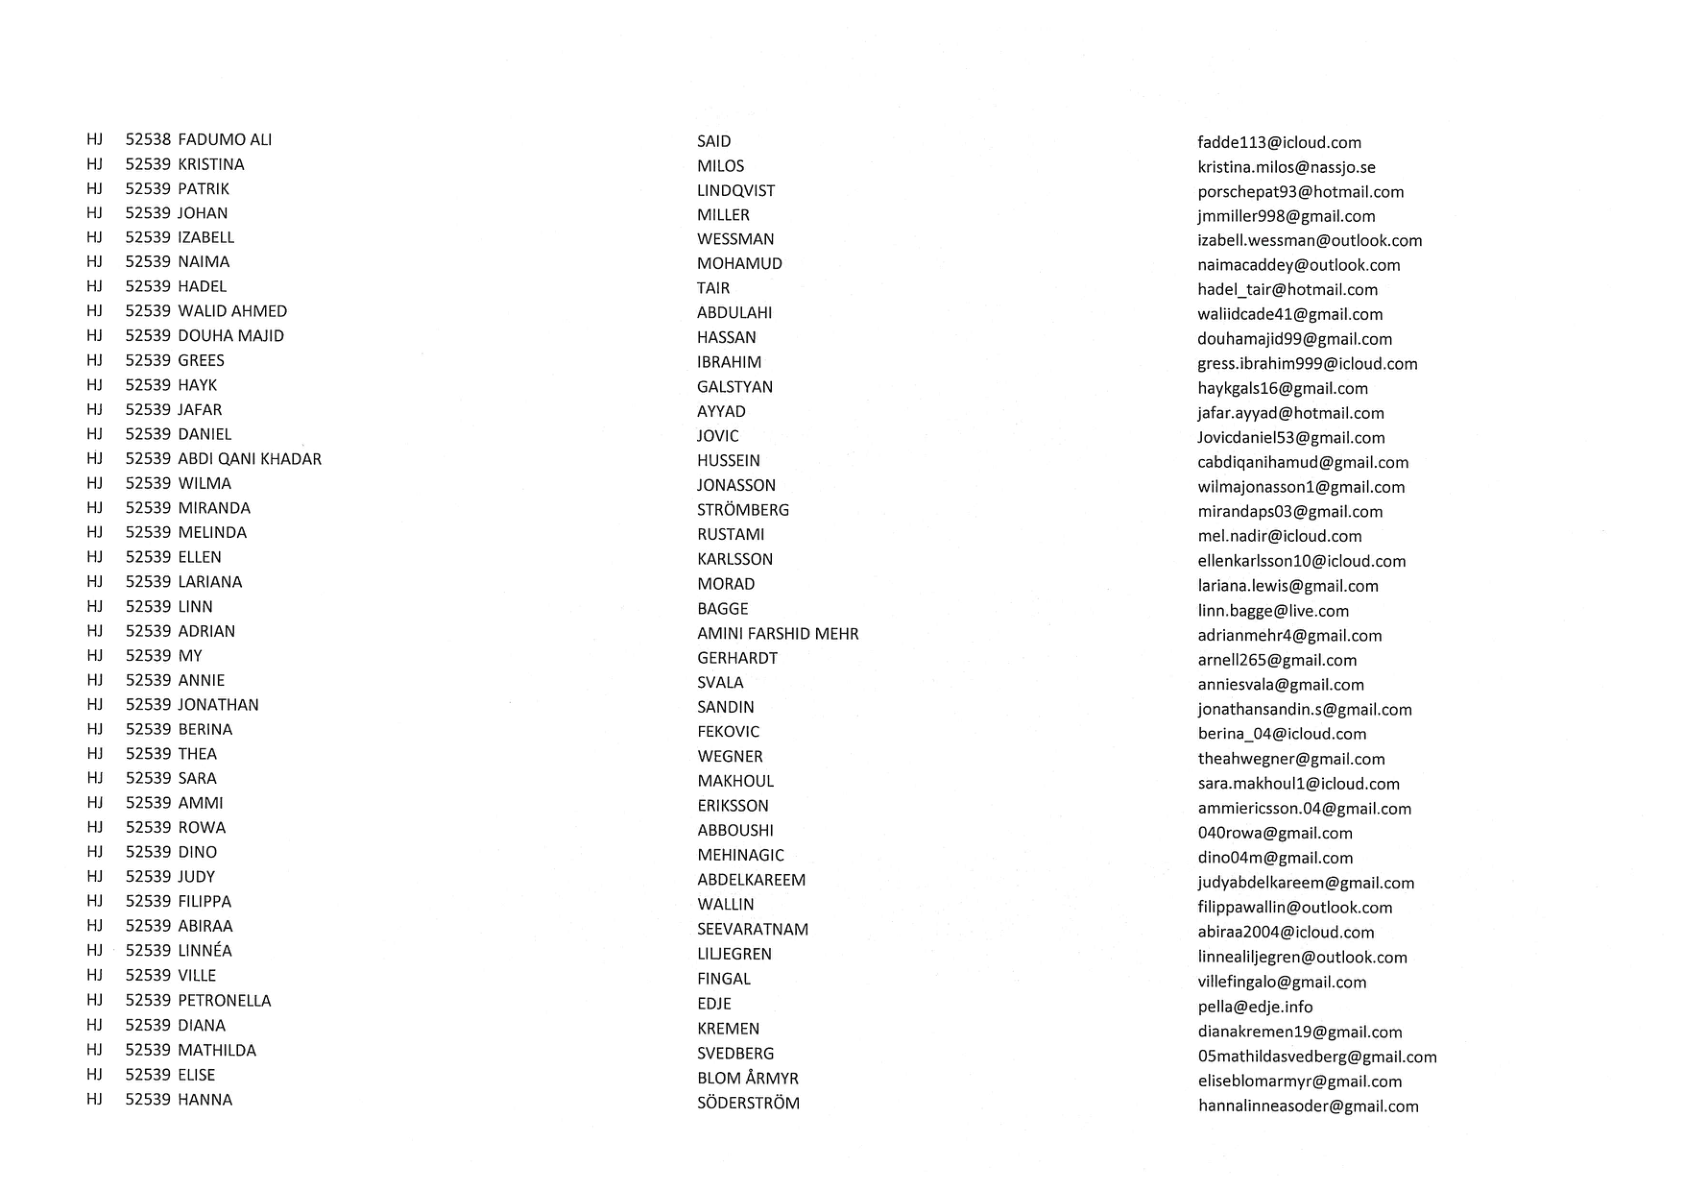 HJ 52538 FADUMO ALI SAID fadde113@icloud.com
HJ 52539 KRISTINA MILOS kristina.milos@nassjo.se
HJ 52539 PATRIK LINDQVIST porschepat93@hotmail.com
HJ 52539 JOHAN MILLER jmmiller998@gmail.com
HJ 52539 IZABELL WESSMAN izabell.wessman@outlook.com
HJ 52539 NAIMA MOHAMUD naimacaddey@outlook.com
HJ 52539 HADEL TAIR hadel_tair@hotmail.com
HJ 52539 WALID AHMED ABDULAHI waliidcade41@gmail.com
HJ 52539 DOUHA MAJID HASSAN douhamajid99@gmail.com
HJ 52539 GREES IBRAHIM gress.ibrahim999@icloud.com
HJ 52539 HAYK GALSTYAN haykgals16@gmail.com
HJ 52539 JAFAR AYYAD jafar.ayyad@hotmail.com
HJ 52539 DANIEL JOVIC Jovicdaniel53@gmail.com
HJ 52539 ABDI QANI KHADAR HUSSEIN cabdiqanihamud@gmail.com
HJ 52539 WILMA JONASSON wilmajonasson1@gmail.com
HJ 52539 MIRANDA STRÖMBERG mirandaps03@gmail.com
HJ 52539 MELINDA RUSTAMI mel.nadir@icloud.com
HJ 52539 ELLEN KARLSSON ellenkarlsson10@icloud.com
HJ 52539 LARIANA MORAD lariana.lewis@gmail.com
HJ 52539 LINN BAGGE linn.bagge@live.com
HJ 52539 ADRIAN AMINI FARSHID MEHR adrianmehr4@gmail.com
HJ 52539 MY GERHARDT arnell265@gmail.com
HJ 52539 ANNIE SVALA anniesvala@gmail.com
HJ 52539 JONATHAN SANDIN jonathansandin.s@gmail.com
HJ 52539 BERINA FEKOVIC berina_04@icloud.com
HJ 52539 THEA WEGNER theahwegner@gmail.com
HJ 52539 SARA MAKHOUL sara.makhoul1@icloud.com
HJ 52539 AMMI ERIKSSON ammiericsson.04@gmail.com
HJ 52539 ROWA ABBOUSHI 040rowa@gmail.com
HJ 52539 DINO MEHINAGIC dino04m@gmail.com
HJ 52539 JUDY ABDELKAREEM judyabdelkareem@gmail.com
HJ 52539 FILIPPA WALLIN filippawallin@outlook.com
HJ 52539 ABIRAA SEEVARATNAM abiraa2004@icloud.com
HJ 52539 LINNÉA LILJEGREN linnealiljegren@outlook.com
HJ 52539 VILLE FINGAL villefingalo@gmail.com
HJ 52539 PETRONELLA EDJE pella@edje.info
HJ 52539 DIANA KREMEN dianakremen19@gmail.com
HJ 52539 MATHILDA SVEDBERG 05mathildasvedberg@gmail.com
HJ 52539 ELISE BLOM ÅRMYR eliseblomarmyr@gmail.com
HJ 52539 HANNA SÖDERSTRÖM hannalinneasoder@gmail.com